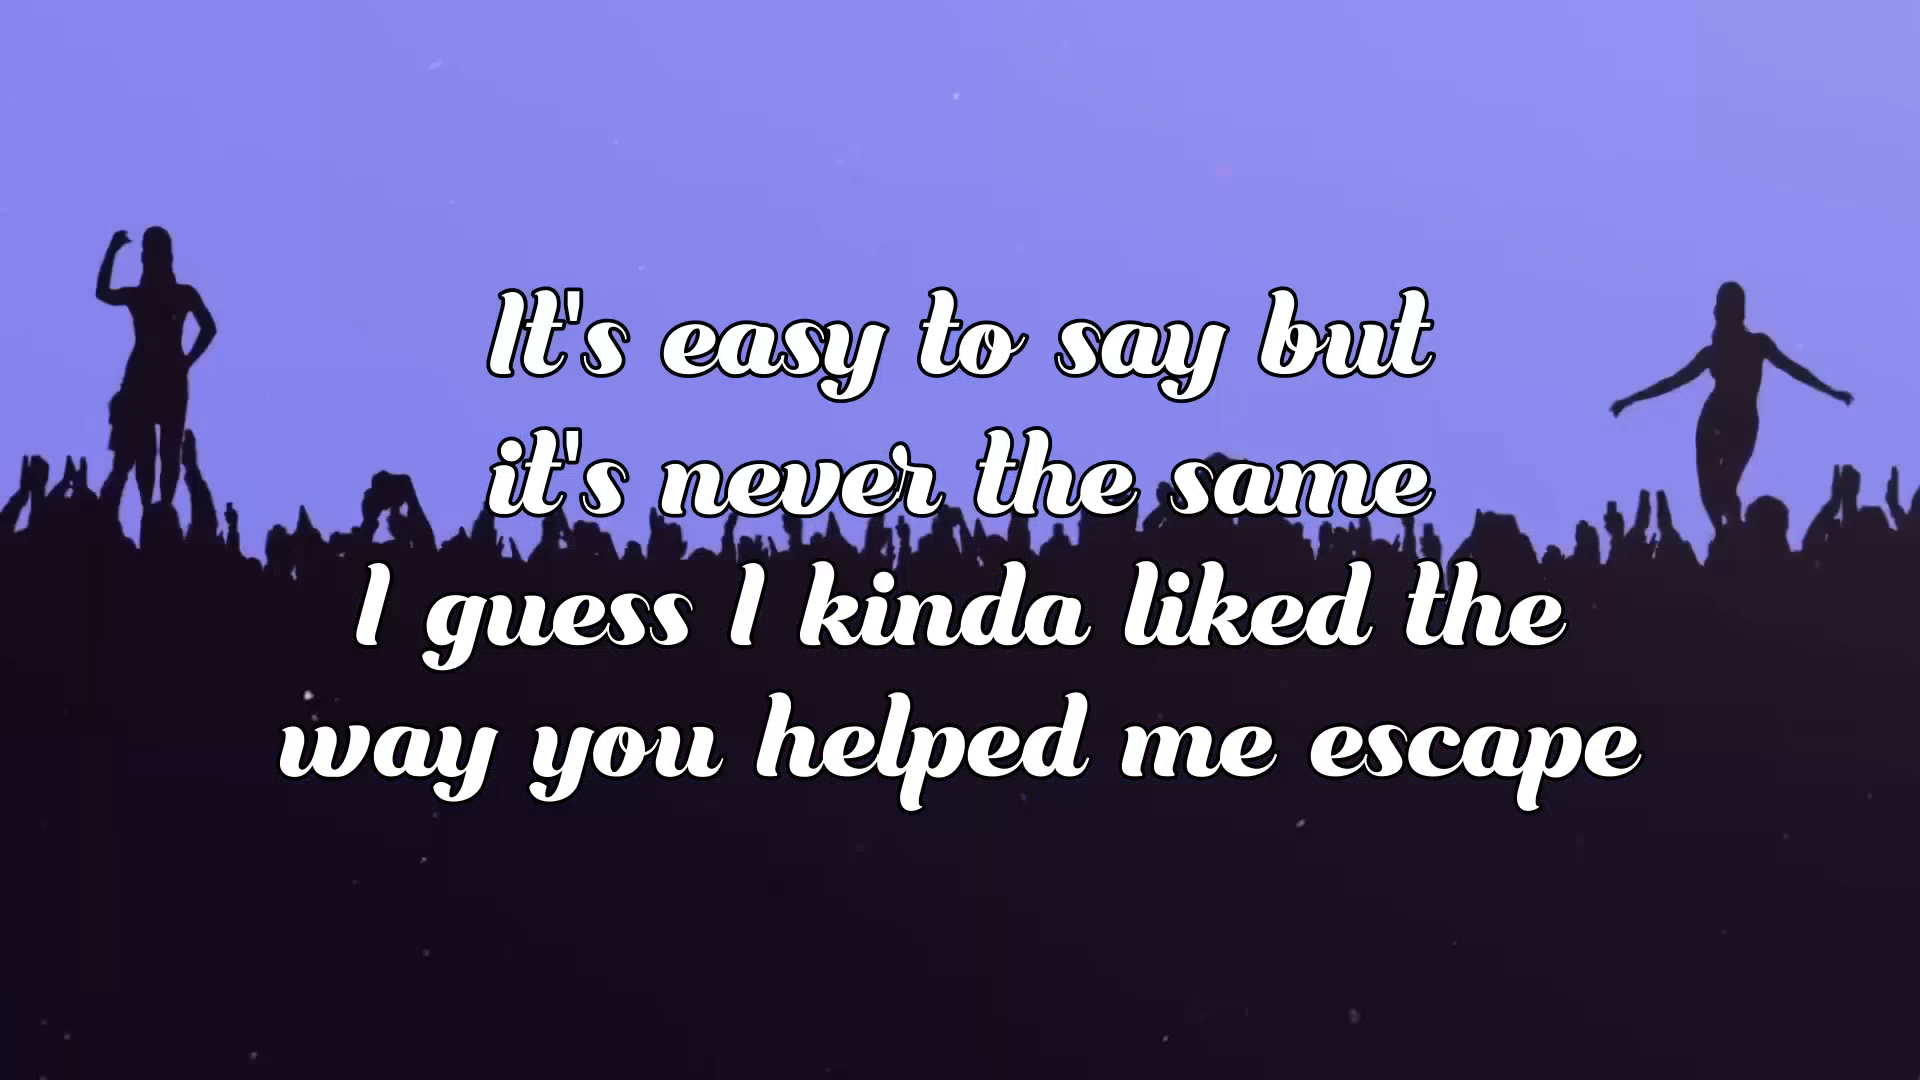 It's easy to say but
it's never the same
I guess I kinda liked the
way you helped me escape